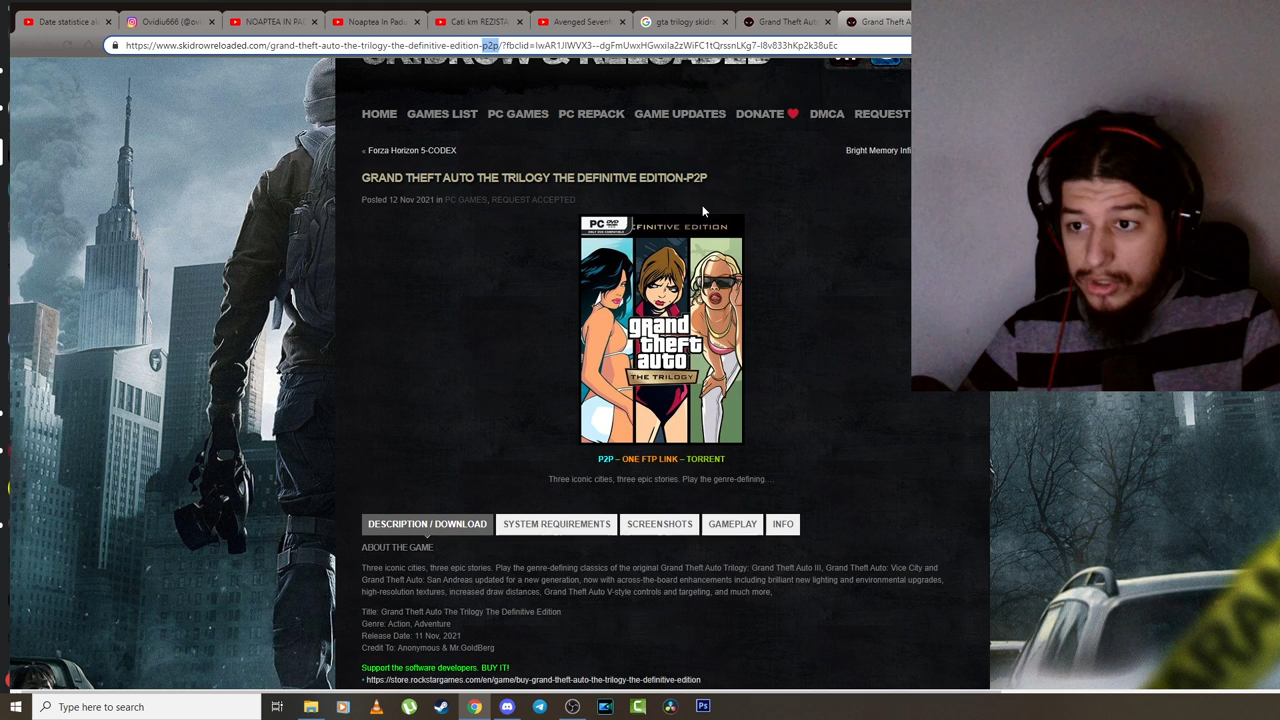 Date statistice al
Ovidiu666 (@ovi
NOAPTEA IN PA
Noaptea In Pada
Cati km REZISTA
Avenged Sevenf
gta trilogy skidro
Grand Theft Auto
Grand Theft A
https://www.skidrowreloaded.com/grand-theft-auto-the-trilogy-the-definitive-edition-p2p/?fbclid=IwAR1JIWVX3--dgFmUwxHGwxiIa2zWiFC1tQrssnLKg7-I8v833hKp2k38uEc
HOME GAMES LIST PC GAMES PC REPACK GAME UPDATES DONATE ❤ DMCA REQUEST
« Forza Horizon 5-CODEX
Bright Memory Infi
GRAND THEFT AUTO THE TRILOGY THE DEFINITIVE EDITION-P2P
Posted 12 Nov 2021 in PC GAMES, REQUEST ACCEPTED
PC DVD
EFINITIVE EDITION
grand
theft
auto
THE TRILOGY
P2P – ONE FTP LINK – TORRENT
Three iconic cities, three epic stories. Play the genre-defining….
DESCRIPTION / DOWNLOAD SYSTEM REQUIREMENTS SCREENSHOTS GAMEPLAY INFO
ABOUT THE GAME
Three iconic cities, three epic stories. Play the genre-defining classics of the original Grand Theft Auto Trilogy: Grand Theft Auto III, Grand Theft Auto: Vice City and
Grand Theft Auto: San Andreas updated for a new generation, now with across-the-board enhancements including brilliant new lighting and environmental upgrades,
high-resolution textures, increased draw distances, Grand Theft Auto V-style controls and targeting, and much more,
Title: Grand Theft Auto The Trilogy The Definitive Edition
Genre: Action, Adventure
Release Date: 11 Nov, 2021
Credit To: Anonymous & Mr.GoldBerg
Support the software developers. BUY IT!
• https://store.rockstargames.com/en/game/buy-grand-theft-auto-the-trilogy-the-definitive-edition
Type here to search